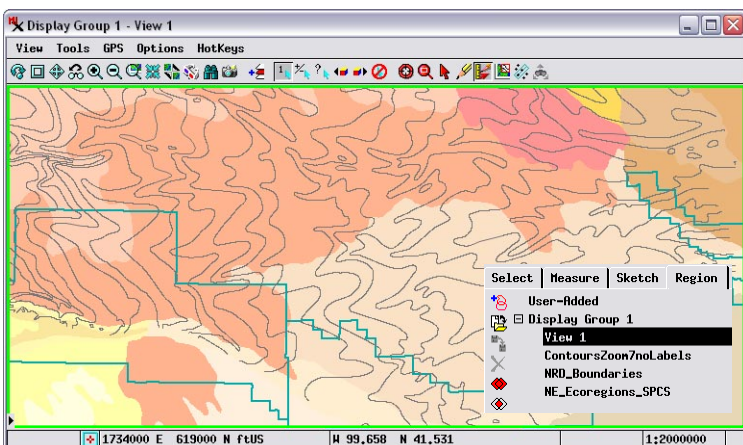 Display Group 1 - View 1
View Tools GPS Options HotKeys
Select Measure Sketch Region
User-Added
Display Group 1
View 1
ContoursZoom7noLabels
NRD_Boundaries
NE_Ecoregions_SPCS
1734000 E 619000 N ftUS W 99.658 N 41.531 1:2000000